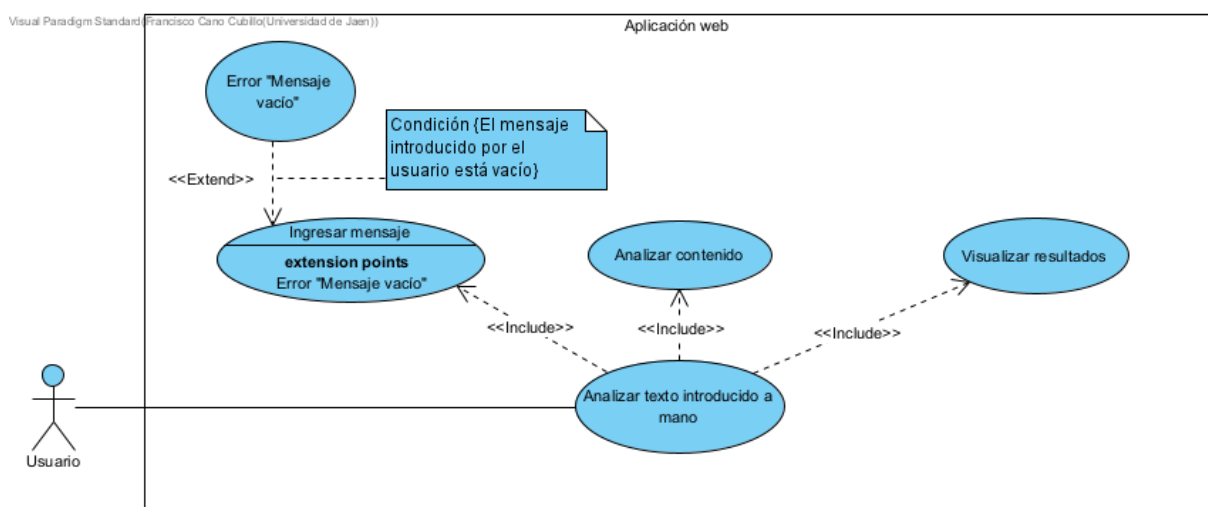 Visual Paradigm Standard(Francisco Cano Cubillo(Universidad de Jaen))
Aplicación web
Error "Mensaje
vacío"
Condición {El mensaje
introducido por el
usuario está vacío}
<<Extend>>
Ingresar mensaje
extension points
Error "Mensaje vacío"
Analizar contenido
Visualizar resultados
<<Include>>
<<Include>>
<<Include>>
Analizar texto introducido a
mano
Usuario